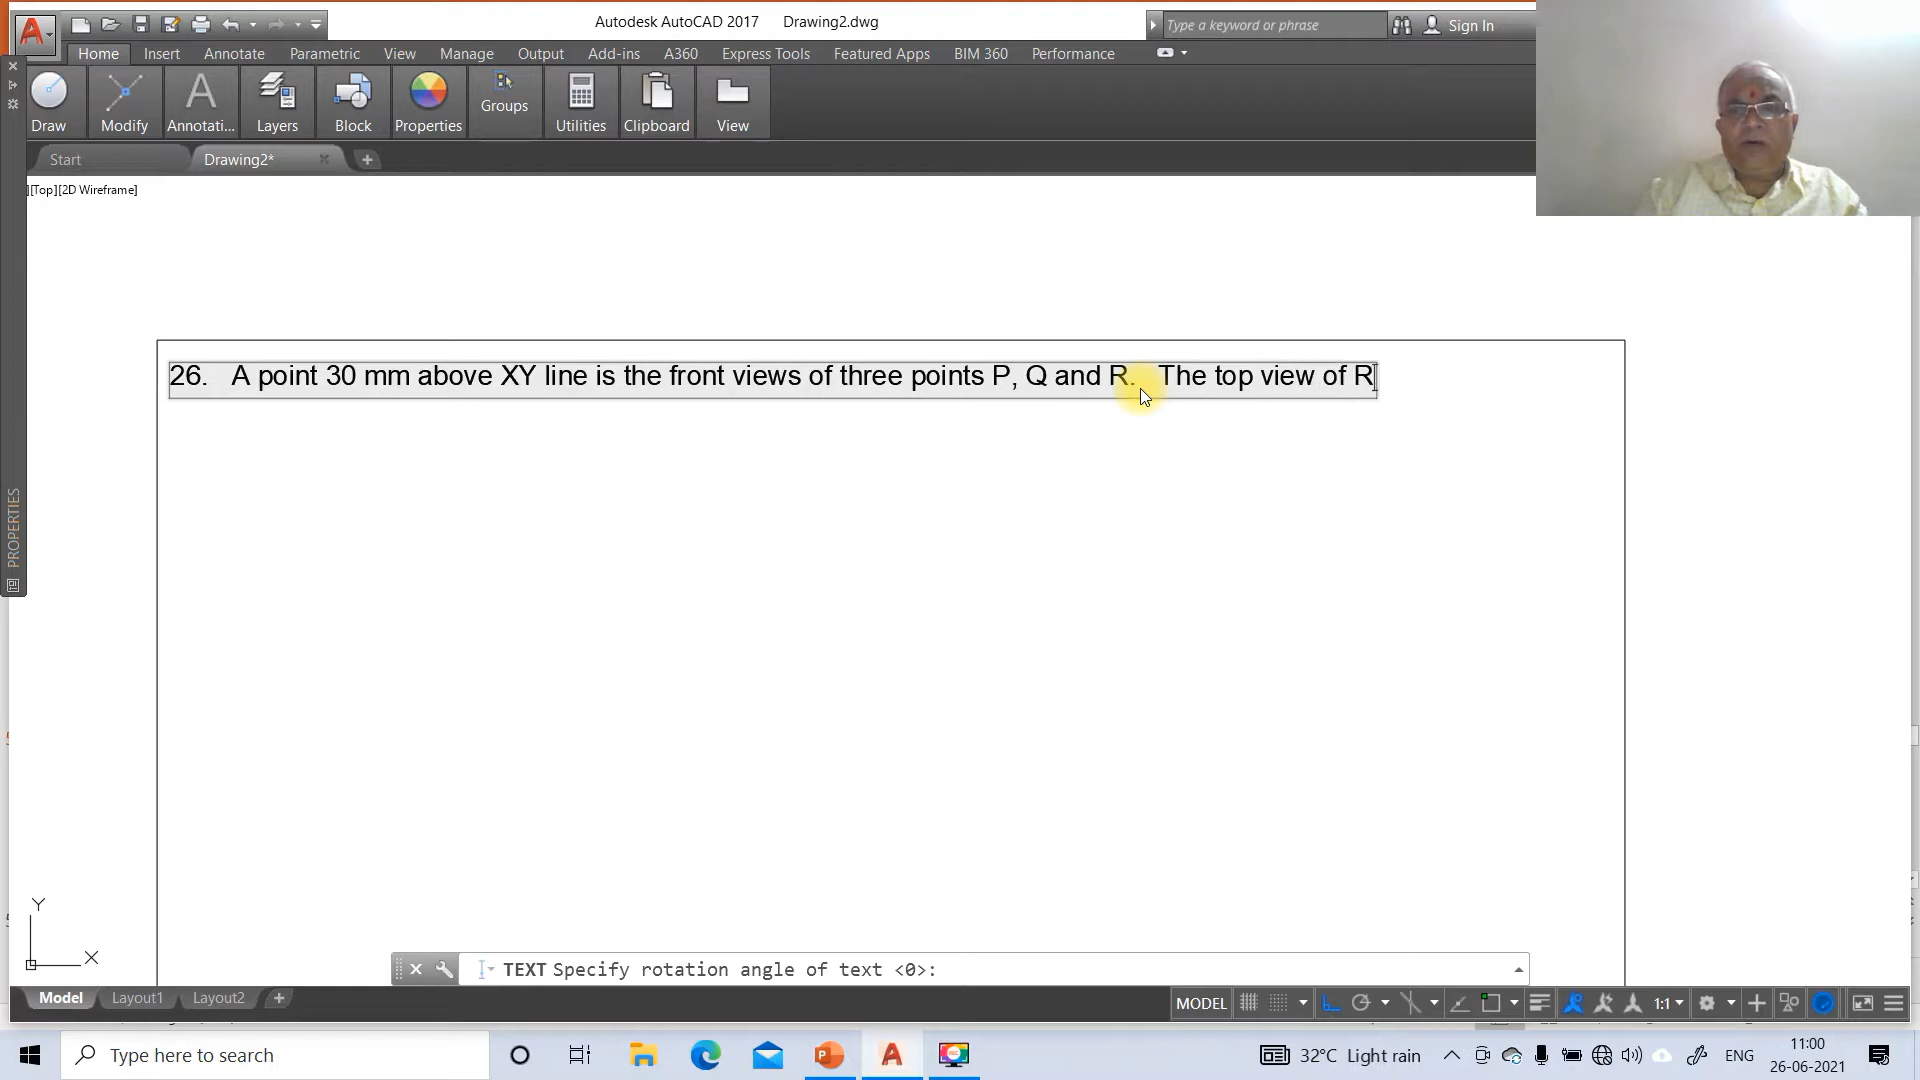 Autodesk AutoCAD 2017 Drawing2.dwg
Type a keyword or phrase
Sign In
Home Insert Annotate Parametric View Manage Output Add-ins A360 Express Tools Featured Apps BIM 360 Performance
Draw Modify Annotati... Layers Block Properties Groups Utilities Clipboard View
Start Drawing2*
][Top][2D Wireframe]
26. A point 30 mm above XY line is the front views of three points P, Q and R. The top view of R
PROPERTIES
Y
X
TEXT Specify rotation angle of text <0>:
Model Layout1 Layout2
MODEL 1:1
Type here to search
32°C Light rain
ENG
11:00
26-06-2021